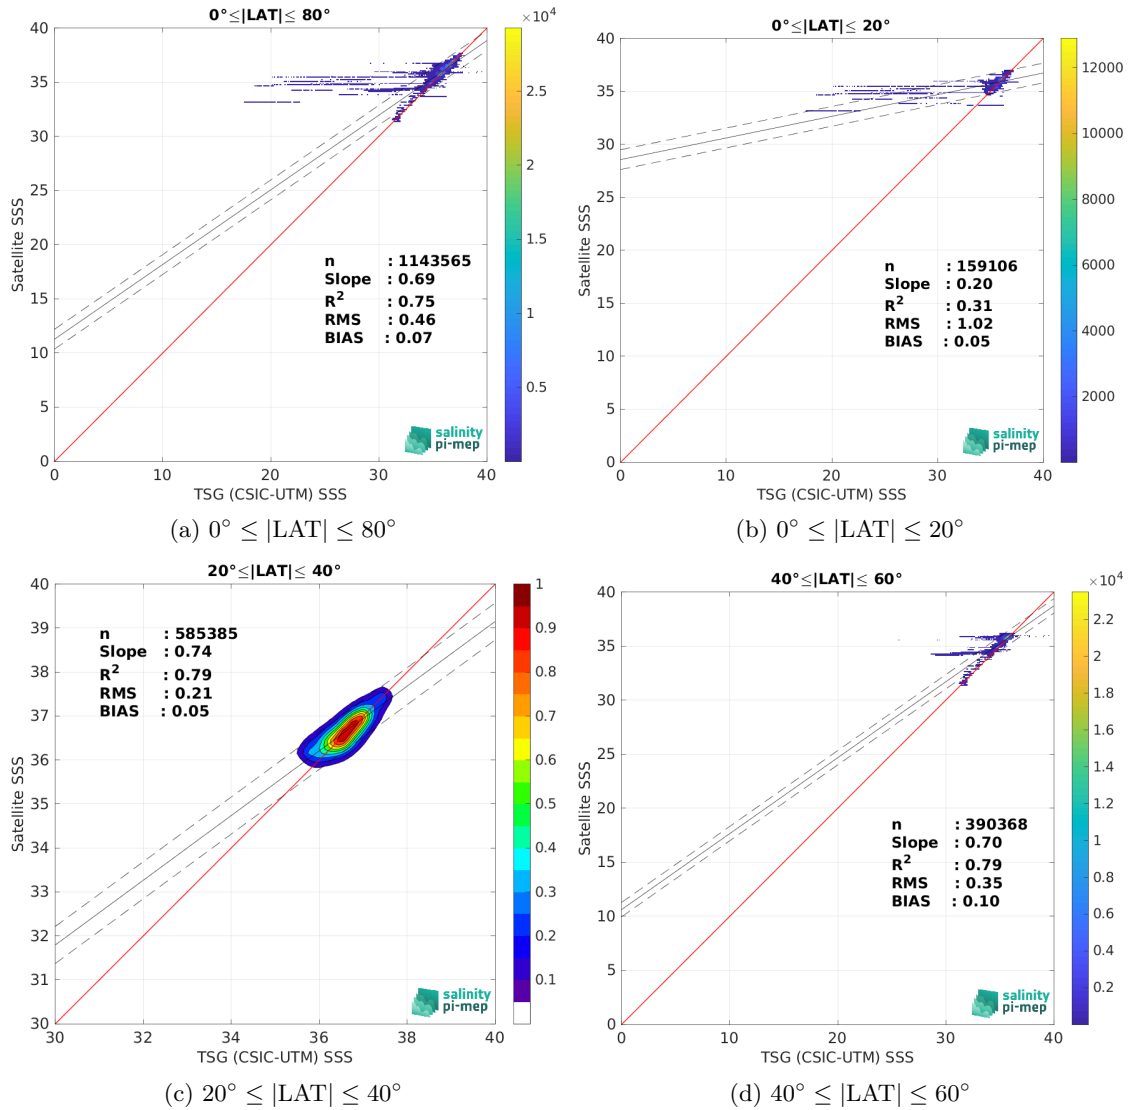 0°≤|LAT|≤ 80°
×10⁴
40
35
30
25
20
15
10
5
0
0
10
20
30
40
Satellite SSS
TSG (CSIC-UTM) SSS
n : 1143565
Slope : 0.69
R² : 0.75
RMS : 0.46
BIAS : 0.07
2.5
2
1.5
1
0.5
salinity
pi-mep
(a) 0° ≤ |LAT| ≤ 80°
0°≤|LAT|≤ 20°
40
35
30
25
20
15
10
5
0
0
10
20
30
40
Satellite SSS
TSG (CSIC-UTM) SSS
n : 159106
Slope : 0.20
R² : 0.31
RMS : 1.02
BIAS : 0.05
12000
10000
8000
6000
4000
2000
salinity
pi-mep
(b) 0° ≤ |LAT| ≤ 20°
20°≤|LAT|≤ 40°
40
39
38
37
36
35
34
33
32
31
30
30
32
34
36
38
40
Satellite SSS
TSG (CSIC-UTM) SSS
n : 585385
Slope : 0.74
R² : 0.79
RMS : 0.21
BIAS : 0.05
1
0.9
0.8
0.7
0.6
0.5
0.4
0.3
0.2
0.1
salinity
pi-mep
(c) 20° ≤ |LAT| ≤ 40°
40°≤|LAT|≤ 60°
×10⁴
40
35
30
25
20
15
10
5
0
0
10
20
30
40
Satellite SSS
TSG (CSIC-UTM) SSS
n : 390368
Slope : 0.70
R² : 0.79
RMS : 0.35
BIAS : 0.10
2.2
2
1.8
1.6
1.4
1.2
1
0.8
0.6
0.4
0.2
salinity
pi-mep
(d) 40° ≤ |LAT| ≤ 60°